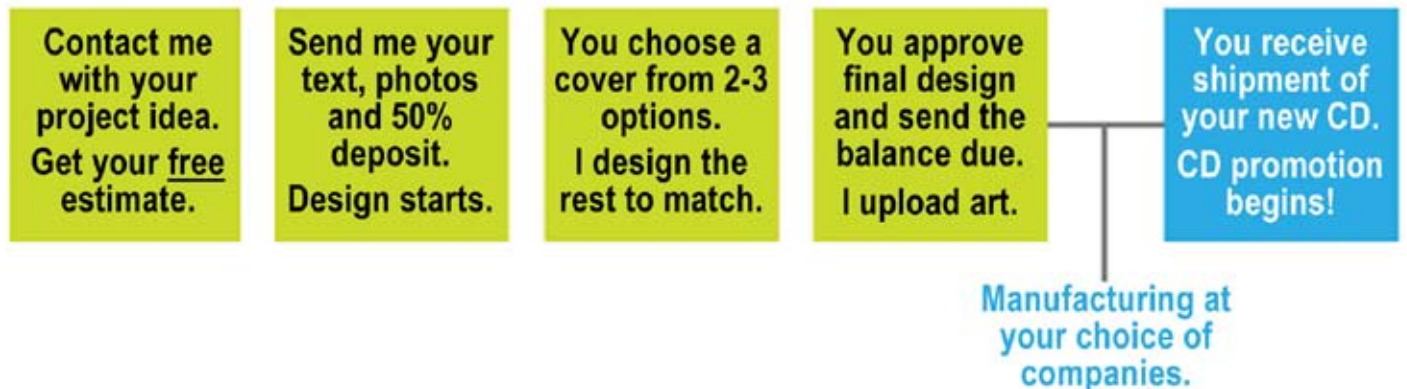 Contact me
with your
project idea.
Get your free
estimate.
Send me your
text, photos
and 50%
deposit.
Design starts.
You choose a
cover from 2-3
options.
I design the
rest to match.
You approve
final design
and send the
balance due.
I upload art.
Manufacturing at
your choice of
companies.
You receive
shipment of
your new CD.
CD promotion
begins!